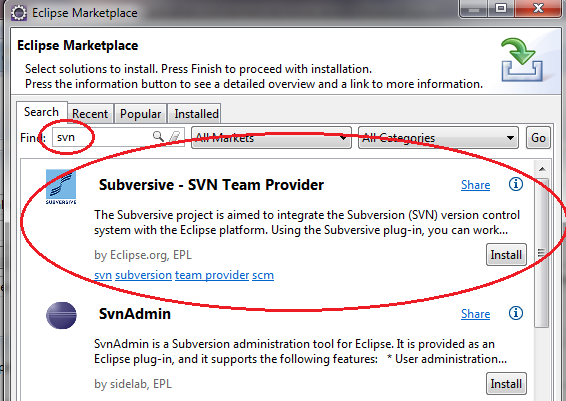 Eclipse Marketplace
Eclipse Marketplace
Select solutions to install. Press Finish to proceed with installation.
Press the information button to see a detailed overview and a link to more information.
Search Recent Popular Installed
Find: svn All Markets All Categories Go
Subversive - SVN Team Provider Share
The Subversive project is aimed to integrate the Subversion (SVN) version control
system with the Eclipse platform. Using the Subversive plug-in, you can work...
by Eclipse.org, EPL Install
svn subversion team provider scm
SUBVERSIVE
SvnAdmin Share
SvnAdmin is a Subversion administration tool for Eclipse. It is provided as an
Eclipse plug-in, and it supports the following features: * User administration...
by sidelab, EPL Install